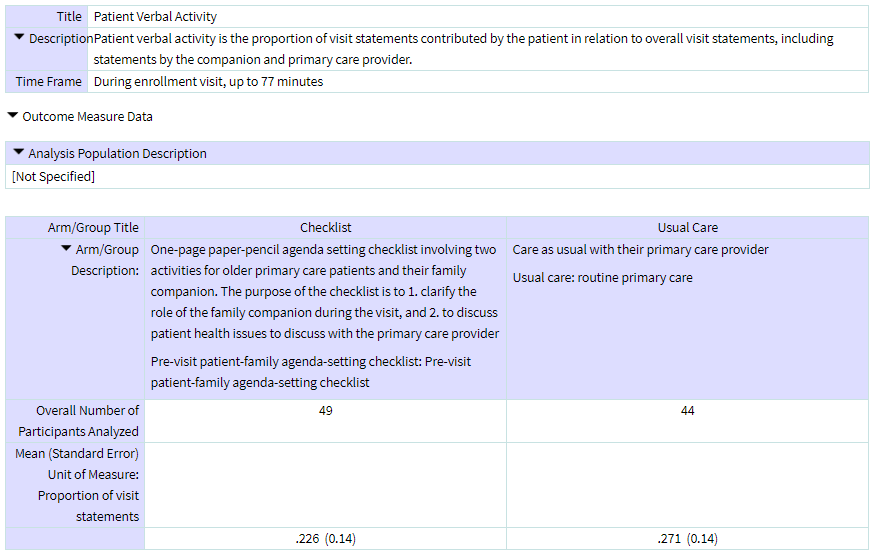 Title Patient Verbal Activity
Description Patient verbal activity is the proportion of visit statements contributed by the patient in relation to overall visit statements, including
statements by the companion and primary care provider.
Time Frame During enrollment visit, up to 77 minutes
Outcome Measure Data
Analysis Population Description
[Not Specified]
Arm/Group Title Checklist Usual Care
Arm/Group Description:
One-page paper-pencil agenda setting checklist involving two
activities for older primary care patients and their family
companion. The purpose of the checklist is to 1. clarify the
role of the family companion during the visit, and 2. to discuss
patient health issues to discuss with the primary care provider
Pre-visit patient-family agenda-setting checklist: Pre-visit
patient-family agenda-setting checklist
Care as usual with their primary care provider
Usual care: routine primary care
Overall Number of
Participants Analyzed
49 44
Mean (Standard Error)
Unit of Measure:
Proportion of visit
statements
.226 (0.14) .271 (0.14)